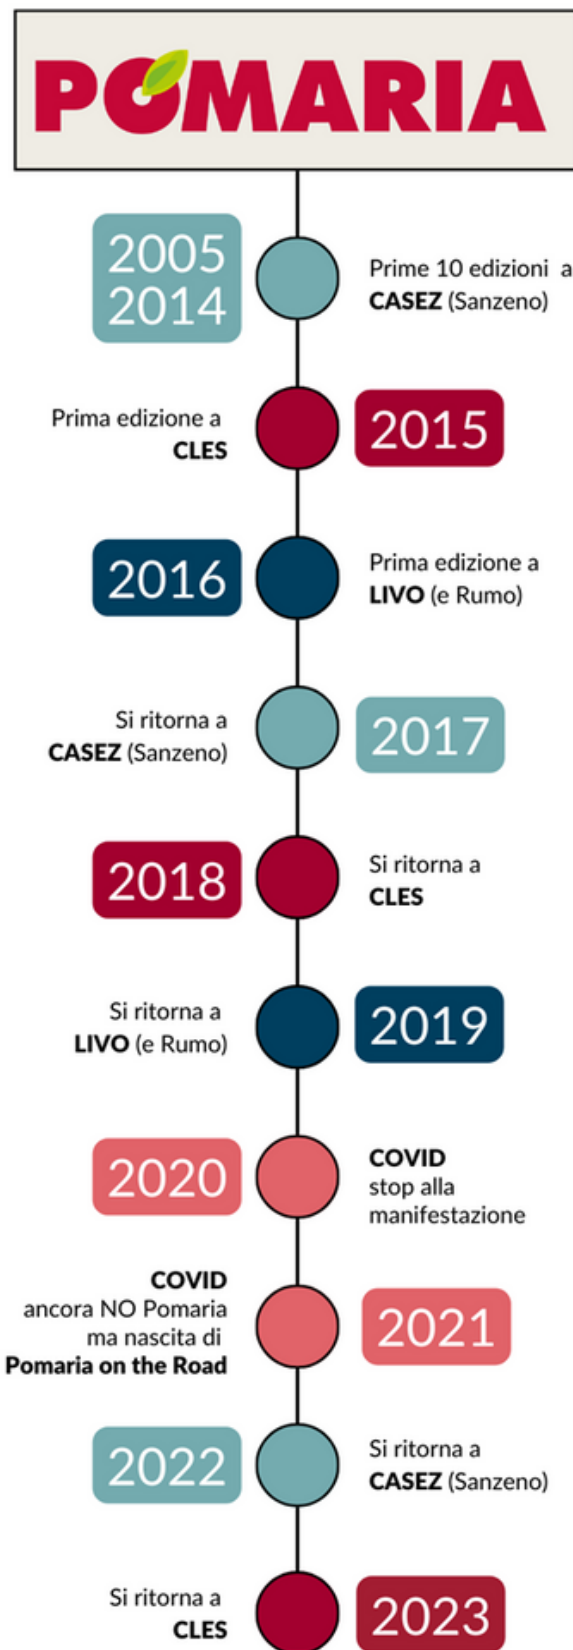 POMARIA
2005
2014
Prime 10 edizioni a
CASEZ (Sanzeno)
Prima edizione a
CLES
2015
2016
Prima edizione a
LIVO (e Rumo)
Si ritorna a
CASEZ (Sanzeno)
2017
2018
Si ritorna a
CLES
Si ritorna a
LIVO (e Rumo)
2019
2020
COVID
stop alla
manifestazione
COVID
ancora NO Pomaria
ma nascita di
Pomaria on the Road
2021
2022
Si ritorna a
CASEZ (Sanzeno)
Si ritorna a
CLES
2023